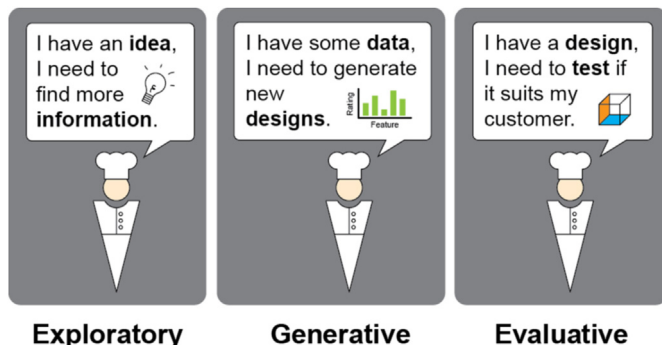 I have an idea,
I need to
find more
information.
I have some data,
I need to generate
new
designs.
Rating
Feature
I have a design,
I need to test if
it suits my
customer.
Exploratory
Generative
Evaluative